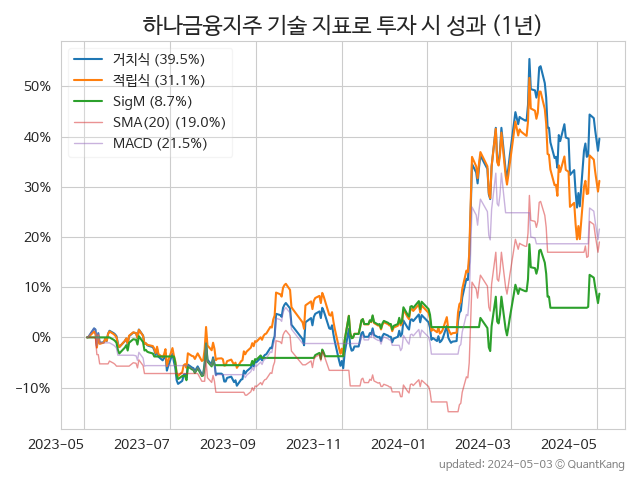 하나금융지주 기술 지표로 투자 시 성과 (1년)
거치식 (39.5%)
적립식 (31.1%)
SigM (8.7%)
SMA(20) (19.0%)
MACD (21.5%)
50%
40%
30%
20%
10%
0%
−10%
2023-05 2023-07 2023-09 2023-11 2024-01 2024-03 2024-05
updated: 2024-05-03 © QuantKang